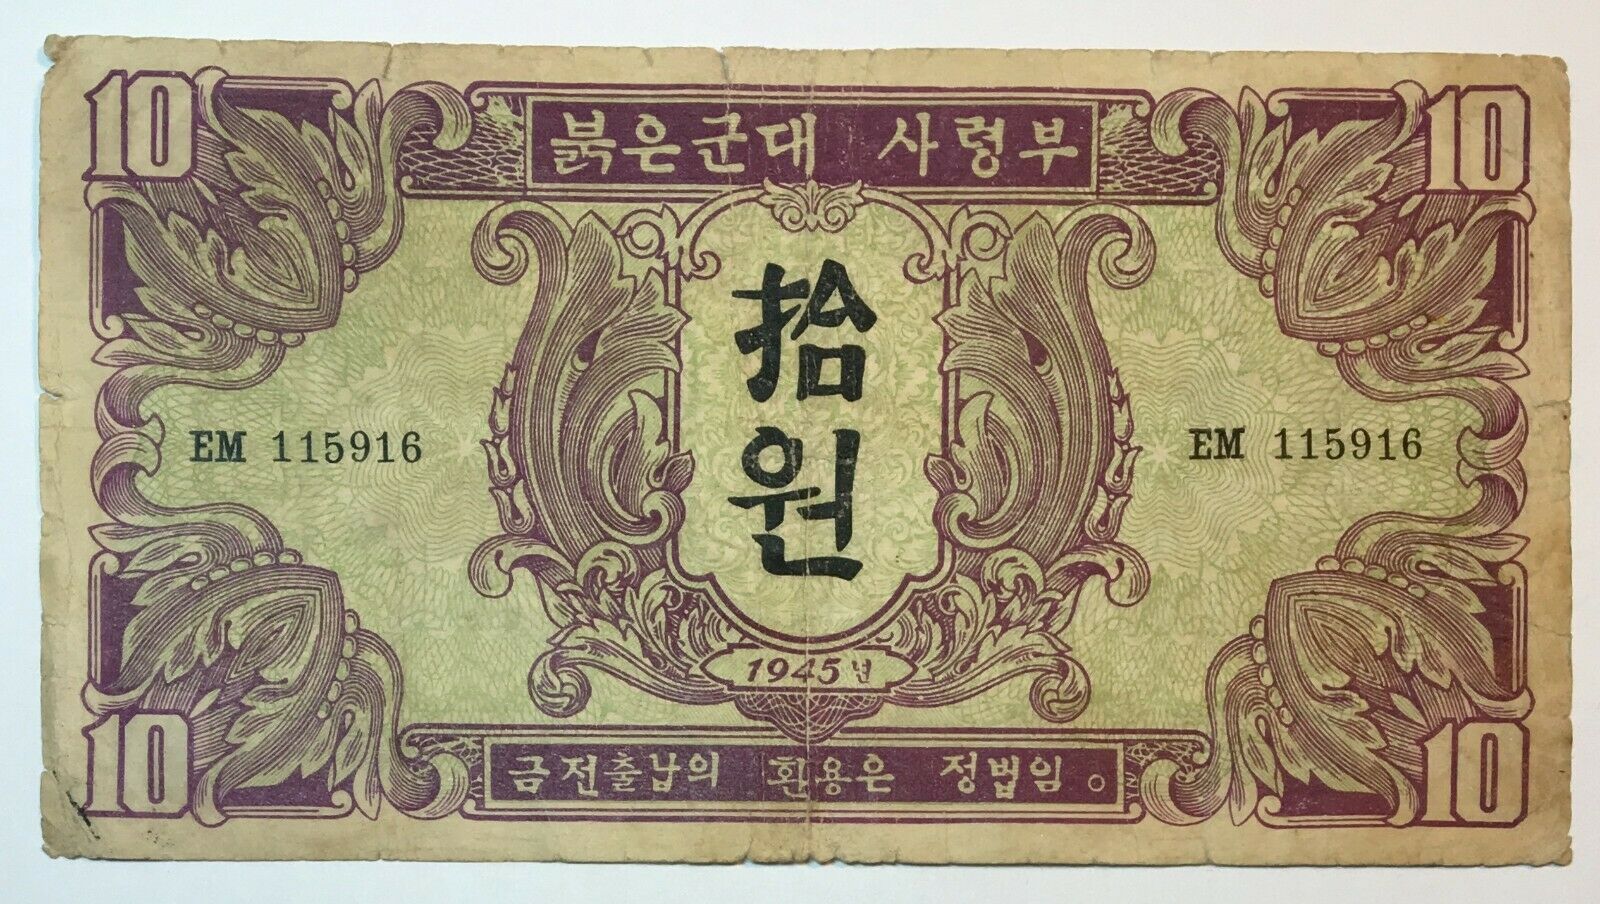 10 붉은군대 사령부 10
拾
원
EM 115916 EM 115916
1945년
10 금전출납의 환용은 정법임。 10